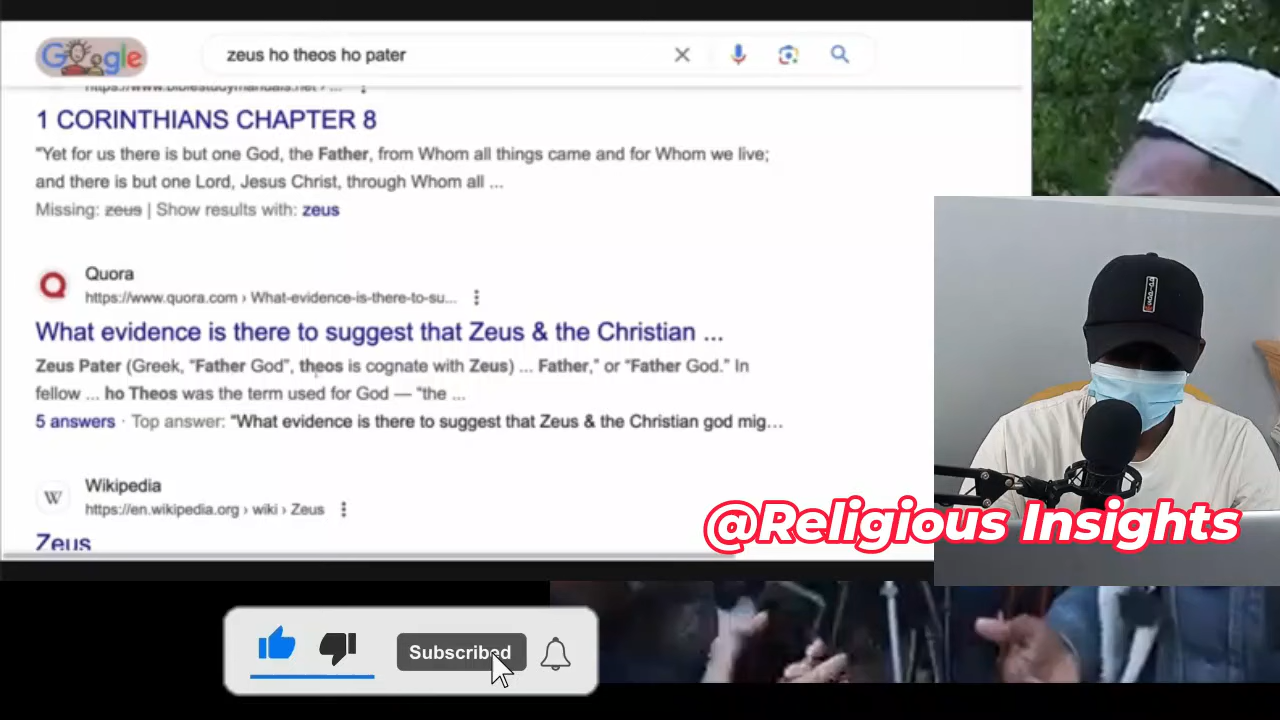 Google
zeus ho theos ho pater
https://www.biblestudymanuals.net › ...
1 CORINTHIANS CHAPTER 8
"Yet for us there is but one God, the Father, from Whom all things came and for Whom we live;
and there is but one Lord, Jesus Christ, through Whom all ...
Missing: zeus | Show results with: zeus
Quora
https://www.quora.com › What-evidence-is-there-to-su...
What evidence is there to suggest that Zeus & the Christian ...
Zeus Pater (Greek, "Father God", theos is cognate with Zeus) ... Father," or "Father God." In
fellow ... ho Theos was the term used for God — "the ...
5 answers · Top answer: "What evidence is there to suggest that Zeus & the Christian god mig...
W
Wikipedia
https://en.wikipedia.org › wiki › Zeus
Zeus
@Religious Insights
Subscribed